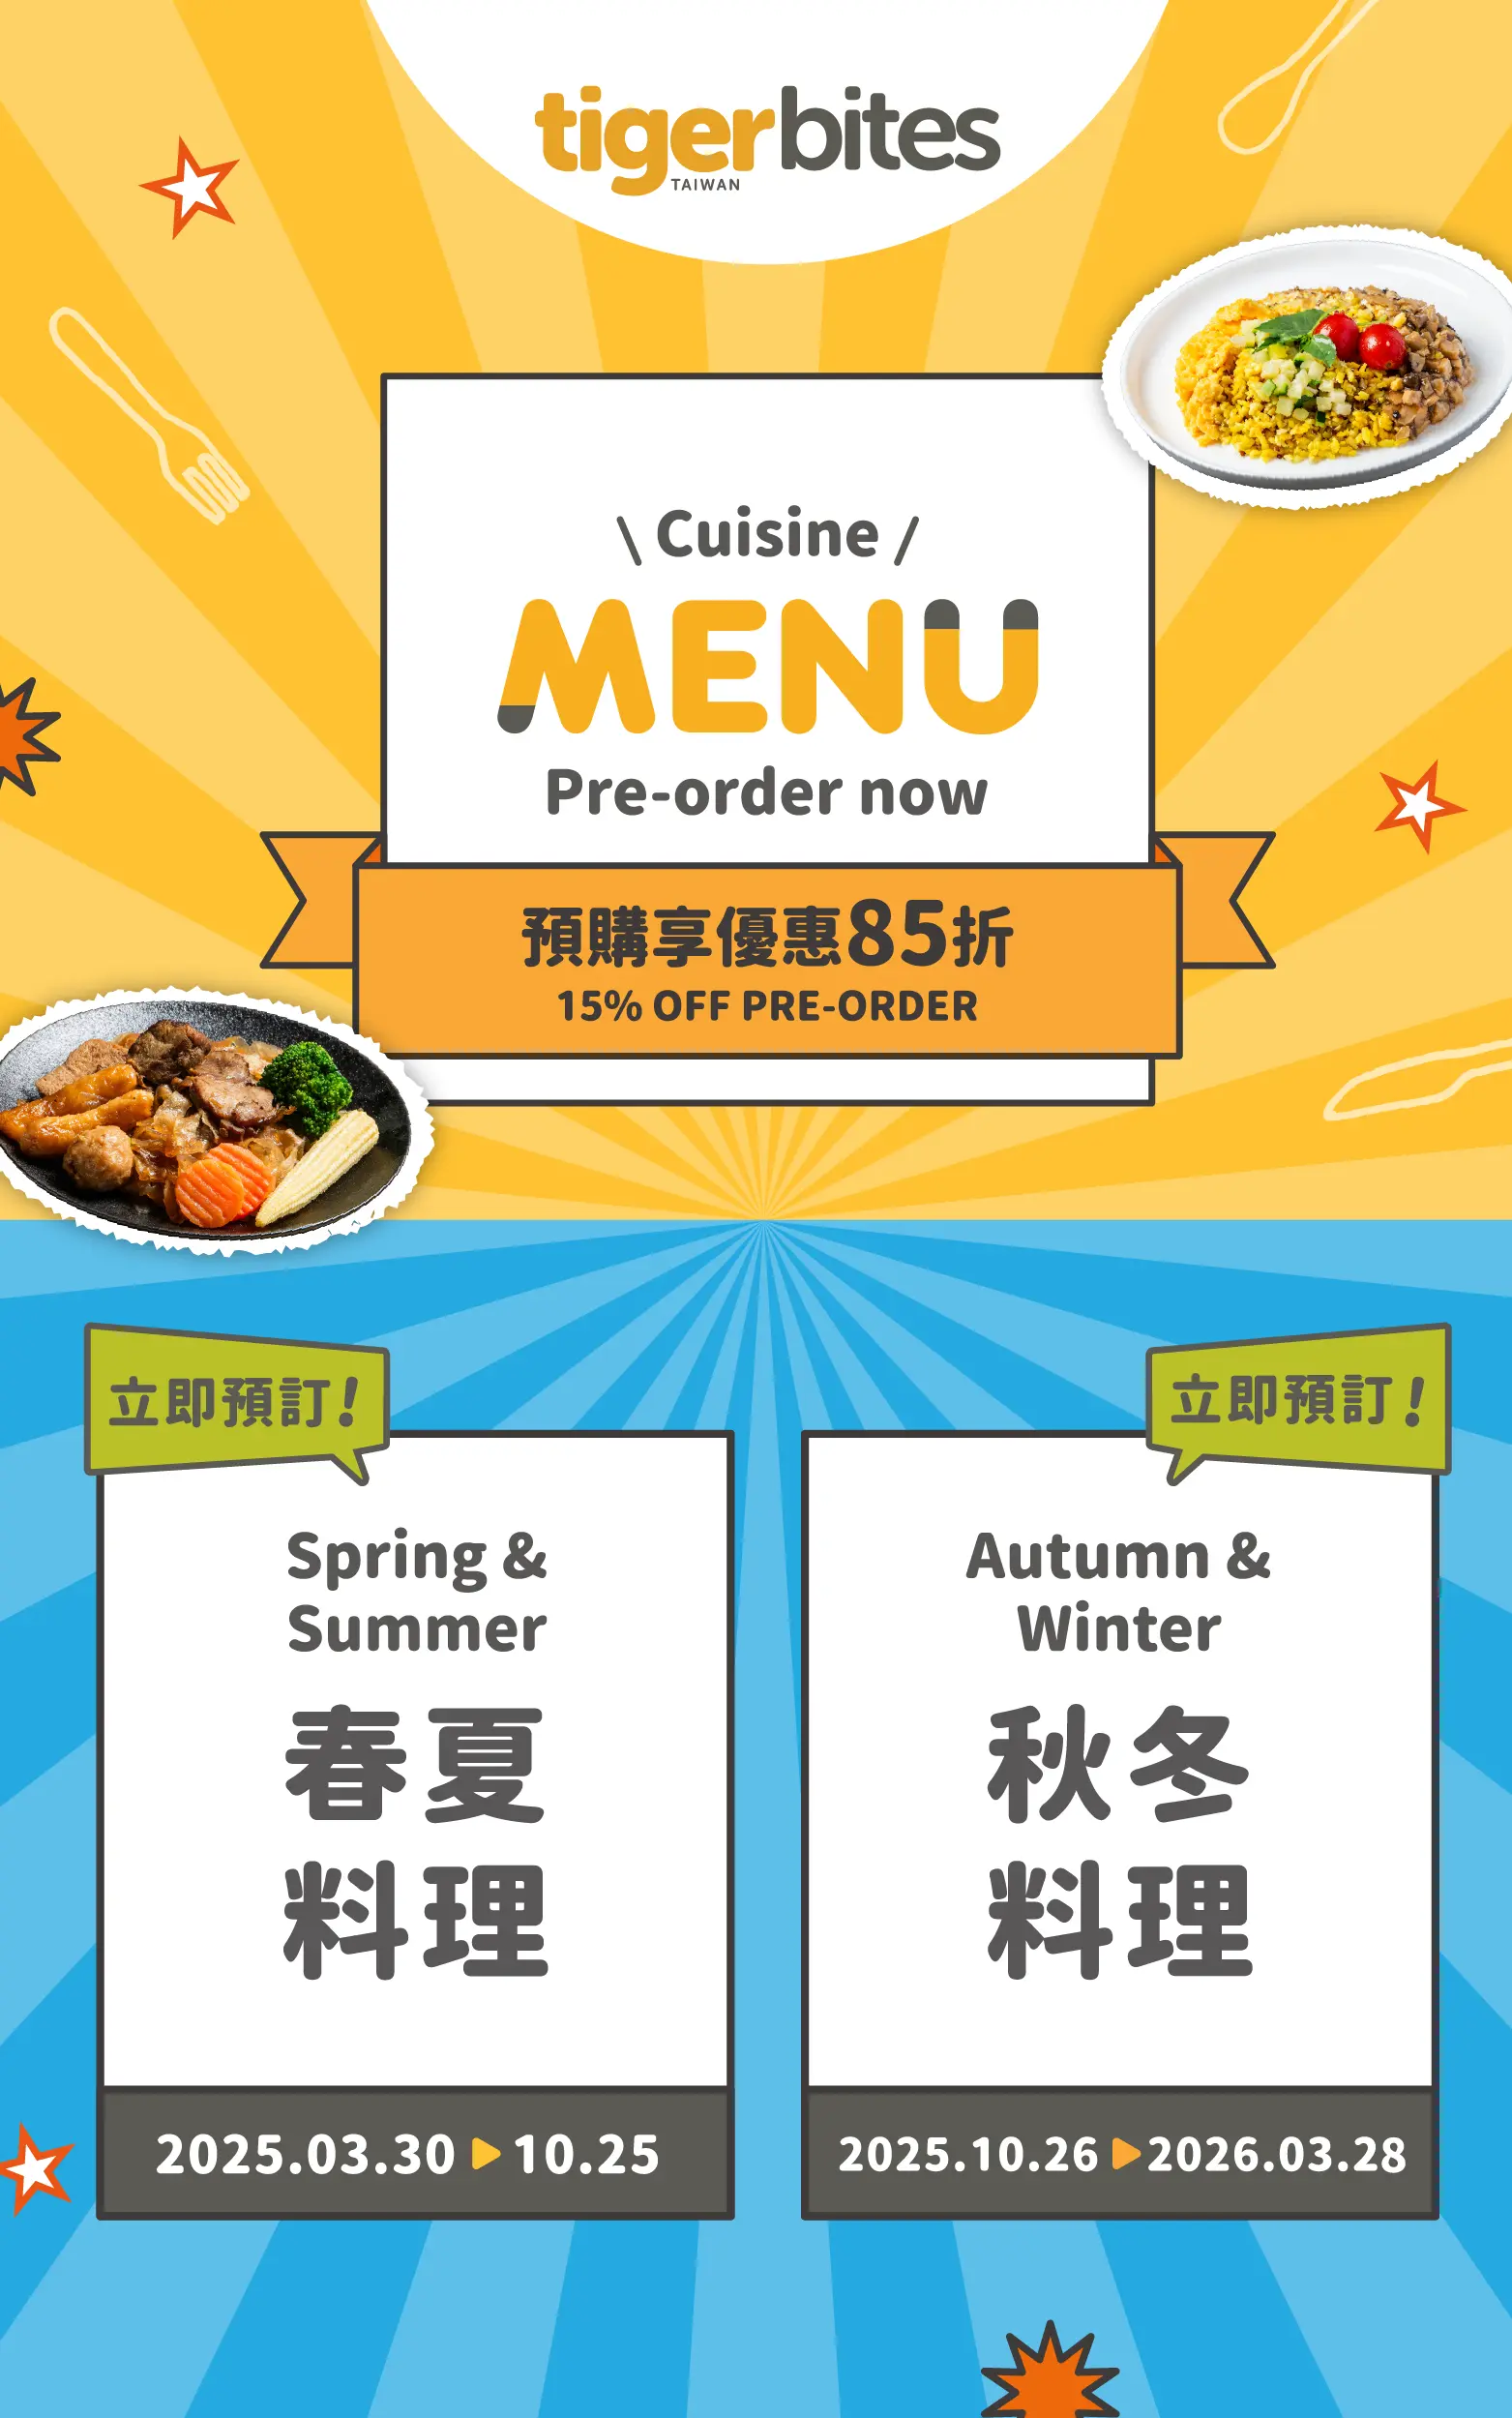 tigerbites
TAIWAN
\ Cuisine /
MENU
Pre-order now
預購享優惠85折
15% OFF PRE-ORDER
立即預訂!
Spring &
Summer
春夏
料理
2025.03.30 ▶ 10.25
立即預訂!
Autumn &
Winter
秋冬
料理
2025.10.26 ▶ 2026.03.28